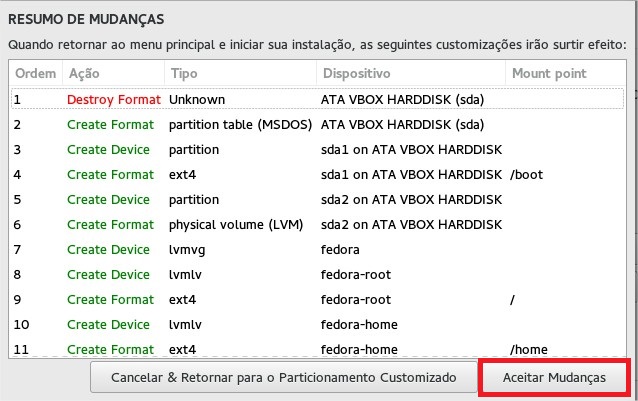 RESUMO DE MUDANÇAS
Quando retornar ao menu principal e iniciar sua instalação, as seguintes customizações irão surtir efeito:
Ordem Ação Tipo Dispositivo Mount point
1 Destroy Format Unknown ATA VBOX HARDDISK (sda)
2 Create Format partition table (MSDOS) ATA VBOX HARDDISK (sda)
3 Create Device partition sda1 on ATA VBOX HARDDISK
4 Create Format ext4 sda1 on ATA VBOX HARDDISK /boot
5 Create Device partition sda2 on ATA VBOX HARDDISK
6 Create Format physical volume (LVM) sda2 on ATA VBOX HARDDISK
7 Create Device lvmvg fedora
8 Create Device lvmlv fedora-root
9 Create Format ext4 fedora-root /
10 Create Device lvmlv fedora-home
11 Create Format ext4 fedora-home /home
Cancelar & Retornar para o Particionamento Customizado Aceitar Mudanças